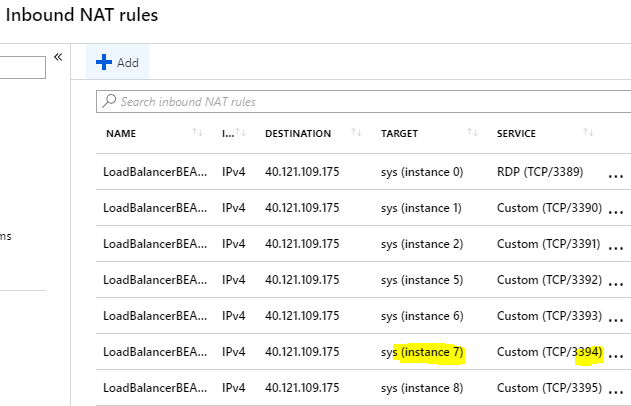 Inbound NAT rules
«
+ Add
Search inbound NAT rules
NAME I... DESTINATION TARGET SERVICE
LoadBalancerBEA... IPv4 40.121.109.175 sys (instance 0) RDP (TCP/3389) ...
LoadBalancerBEA... IPv4 40.121.109.175 sys (instance 1) Custom (TCP/3390) ...
LoadBalancerBEA... IPv4 40.121.109.175 sys (instance 2) Custom (TCP/3391) ...
ms
LoadBalancerBEA... IPv4 40.121.109.175 sys (instance 5) Custom (TCP/3392) ...
LoadBalancerBEA... IPv4 40.121.109.175 sys (instance 6) Custom (TCP/3393) ...
LoadBalancerBEA... IPv4 40.121.109.175 sys (instance 7) Custom (TCP/3394) ...
LoadBalancerBEA... IPv4 40.121.109.175 sys (instance 8) Custom (TCP/3395) ...